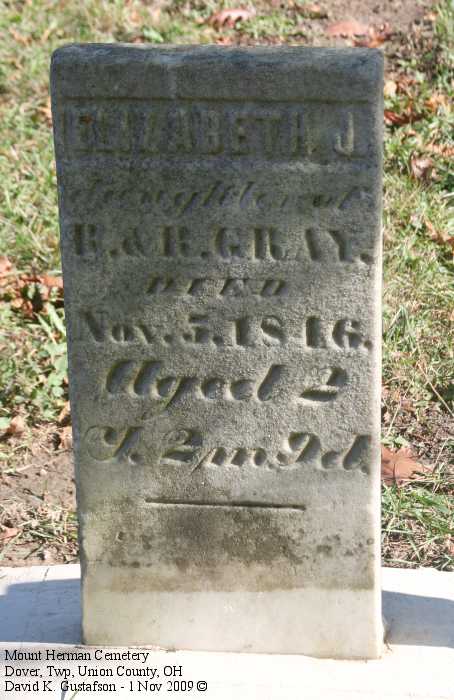 ELIZABETH J.
daughter of
R. & R. GRAY.
DIED
Nov. 5. 1846.
Aged 2
Y. 2 m. 9 d.
Mount Herman Cemetery
Dover, Twp, Union County, OH
David K. Gustafson - 1 Nov 2009 ©